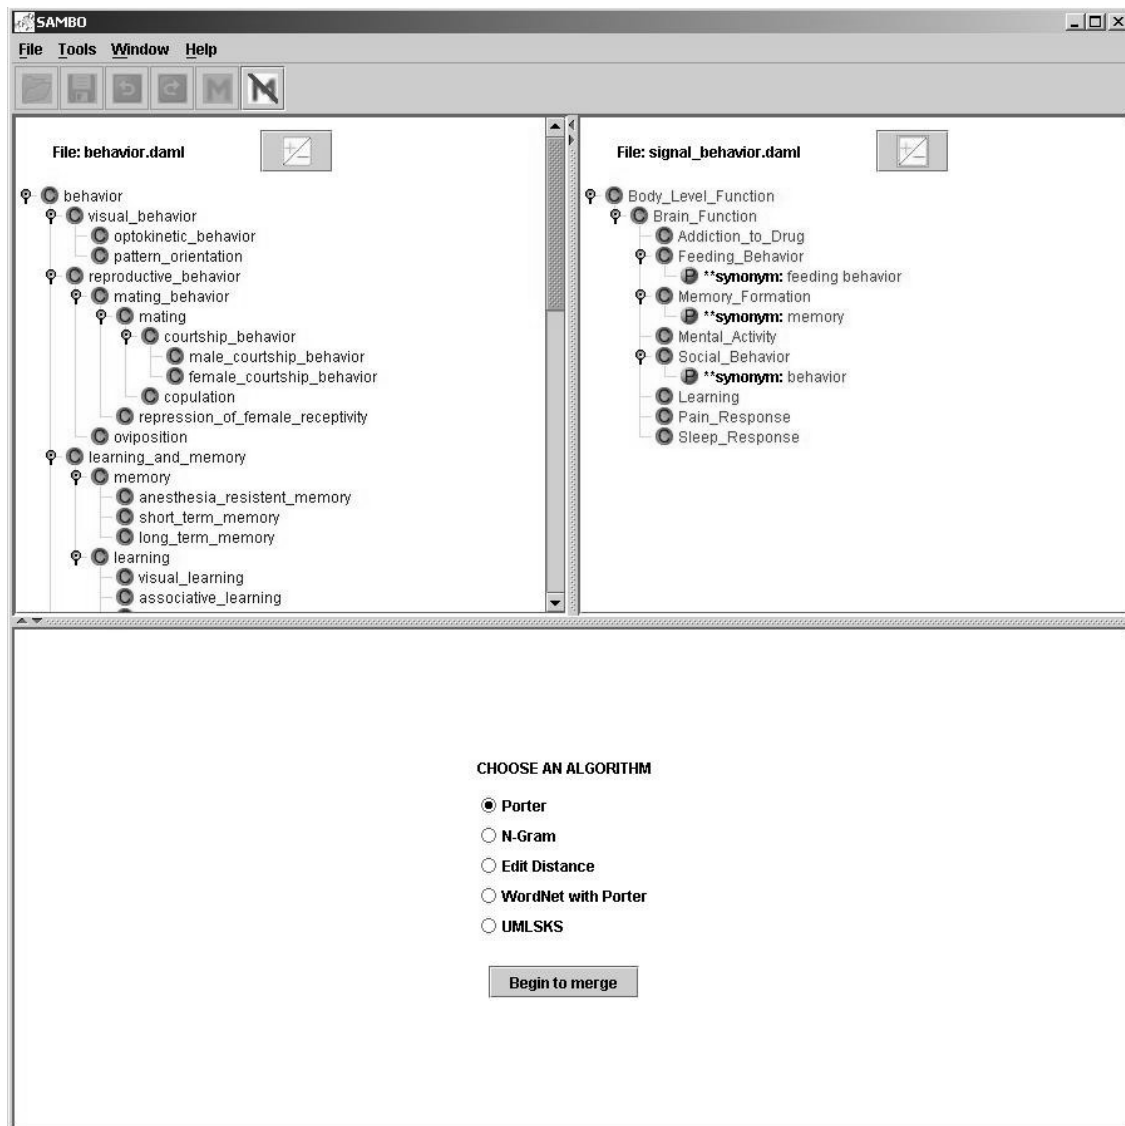 SAMBO
File Tools Window Help
File: behavior.daml
behavior
visual_behavior
optokinetic_behavior
pattern_orientation
reproductive_behavior
mating_behavior
mating
courtship_behavior
male_courtship_behavior
female_courtship_behavior
copulation
repression_of_female_receptivity
oviposition
learning_and_memory
memory
anesthesia_resistent_memory
short_term_memory
long_term_memory
learning
visual_learning
associative_learning
File: signal_behavior.daml
Body_Level_Function
Brain_Function
Addiction_to_Drug
Feeding_Behavior
**synonym: feeding behavior
Memory_Formation
**synonym: memory
Mental_Activity
Social_Behavior
**synonym: behavior
Learning
Pain_Response
Sleep_Response
CHOOSE AN ALGORITHM
Porter
N-Gram
Edit Distance
WordNet with Porter
UMLSKS
Begin to merge